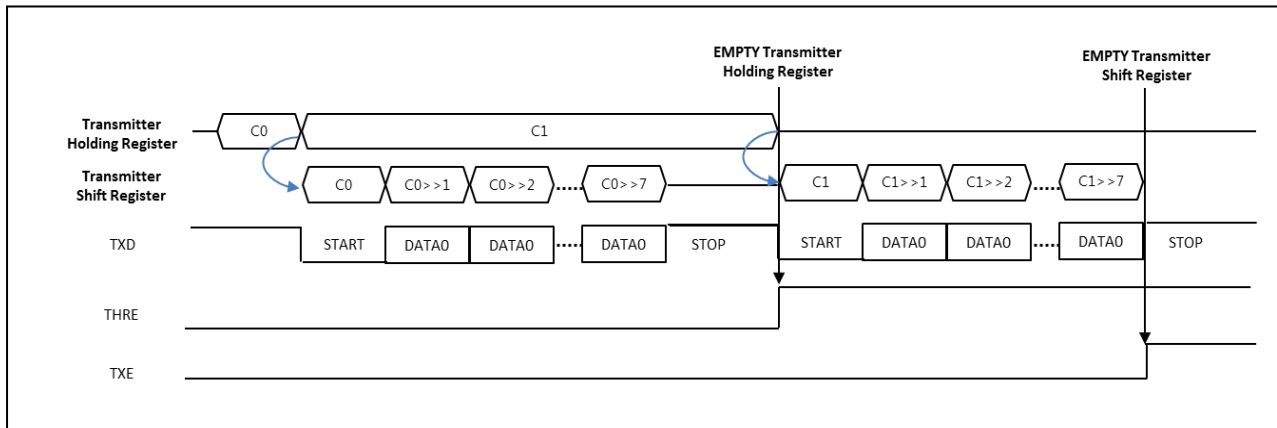 EMPTY Transmitter
Holding Register
EMPTY Transmitter
Shift Register
Transmitter
Holding Register
C0
C1
Transmitter
Shift Register
C0
C0>>1
C0>>2
C0>>7
C1
C1>>1
C1>>2
C1>>7
TXD
START
DATA0
DATA0
DATA0
STOP
START
DATA0
DATA0
DATA0
STOP
THRE
TXE